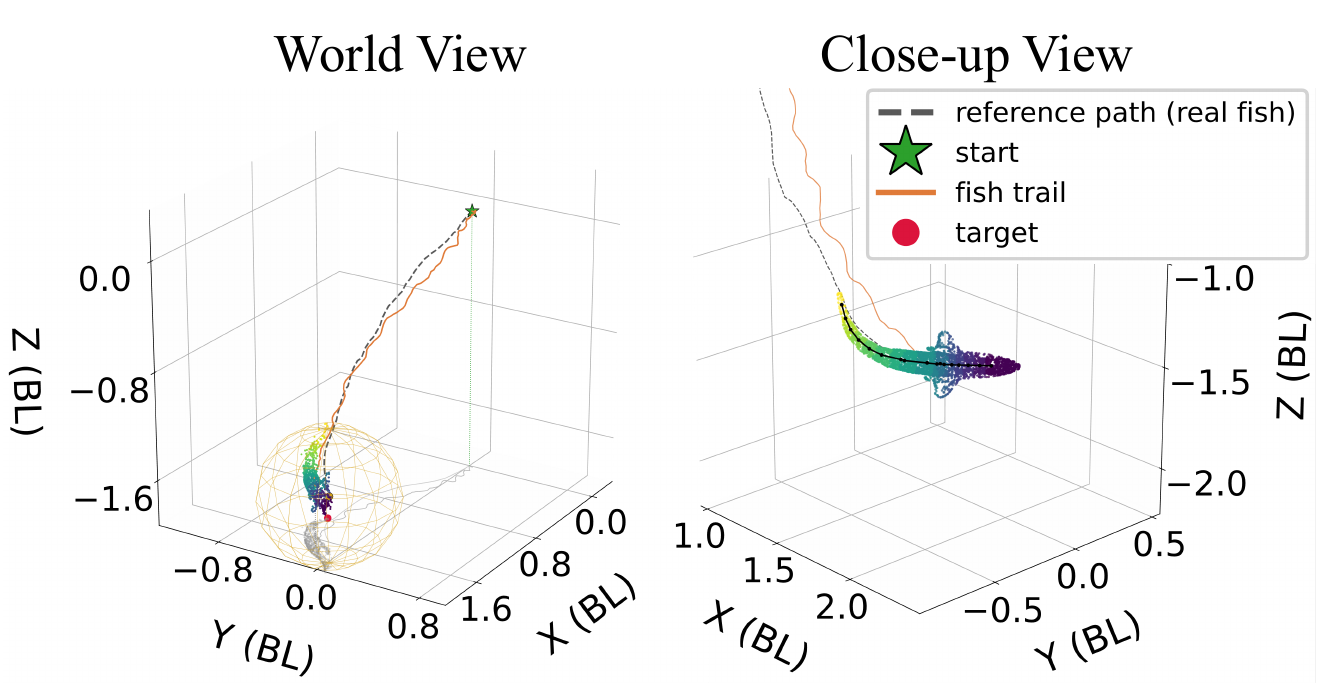 World View
Close-up View
reference path (real fish)
start
fish trail
target
0.0
−0.8
−1.6
Z (BL)
−0.8
0.0
0.8
Y (BL)
0.0
0.8
1.6
X (BL)
−1.0
−1.5
−2.0
Z (BL)
1.0
1.5
2.0
X (BL)
0.5
0.0
−0.5
Y (BL)